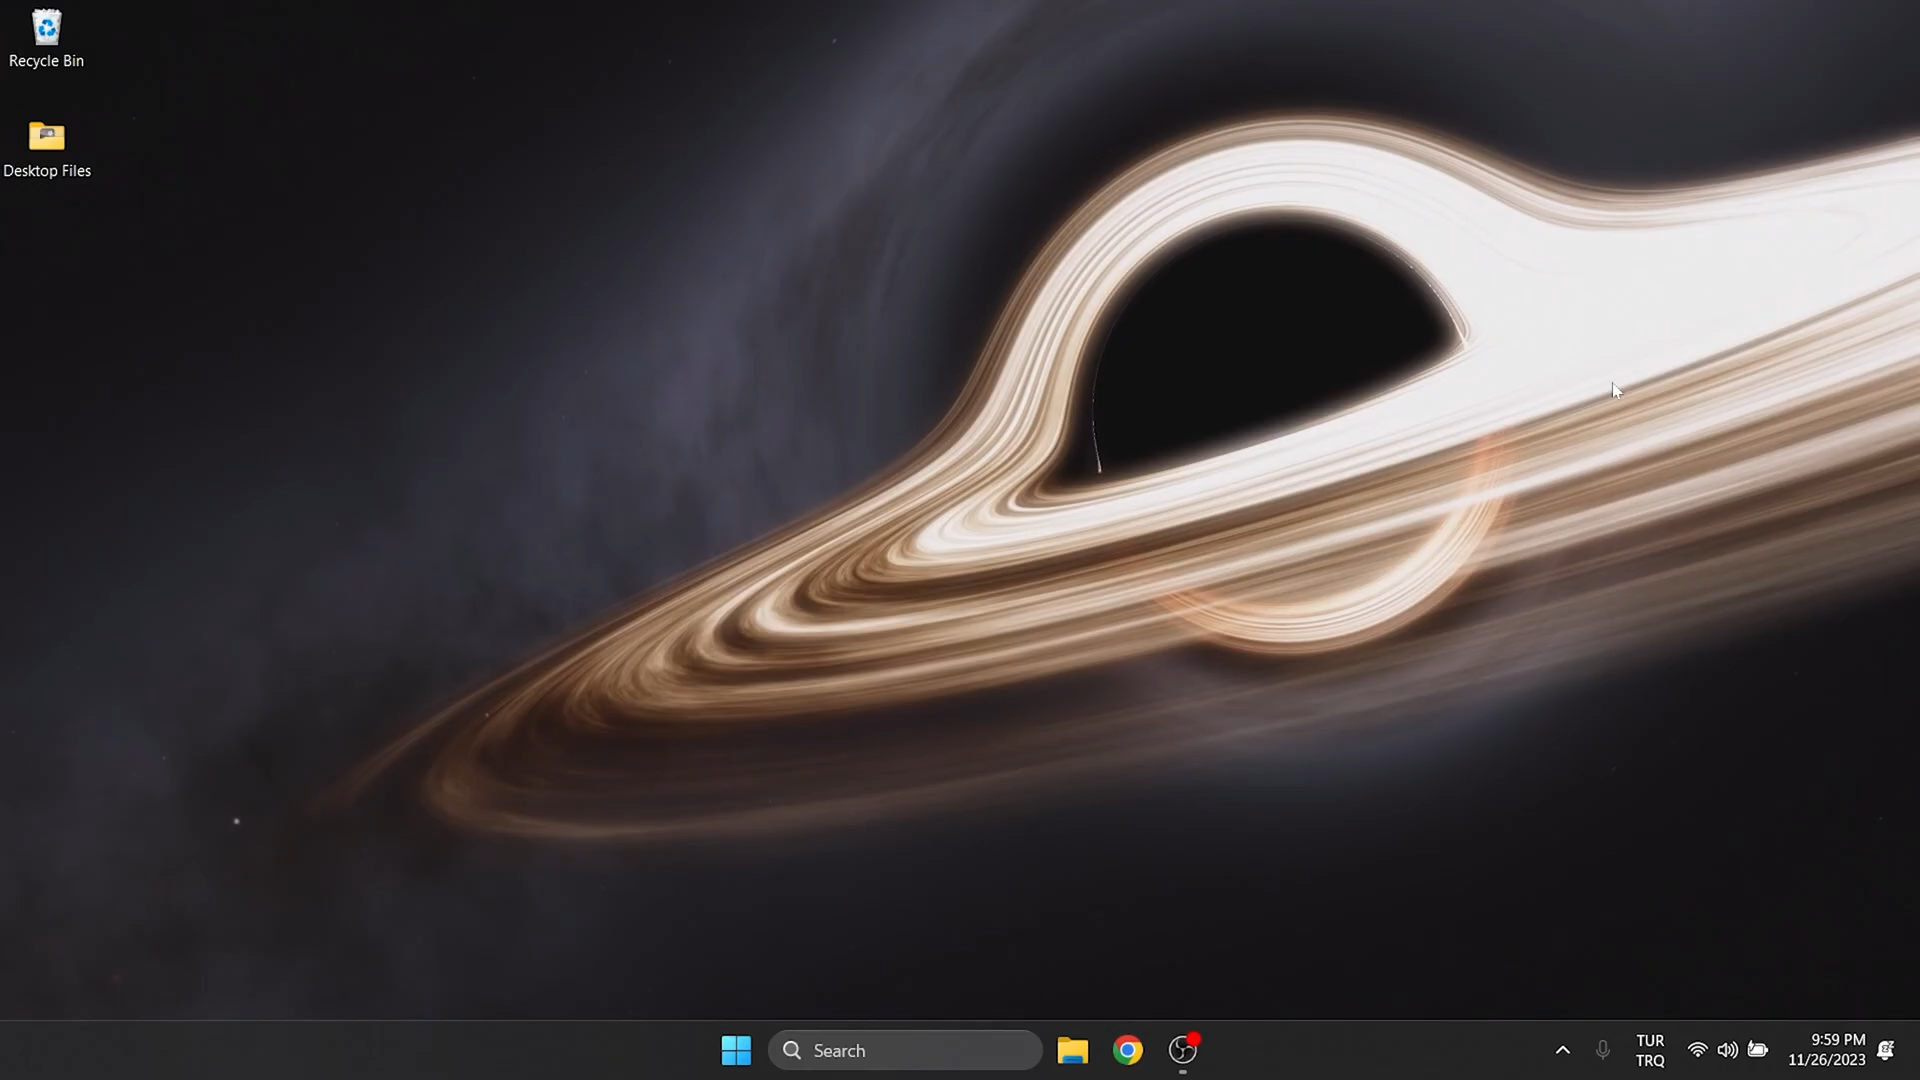 Recycle Bin
Desktop Files
Search
TUR
TRQ
9:59 PM
11/26/2023